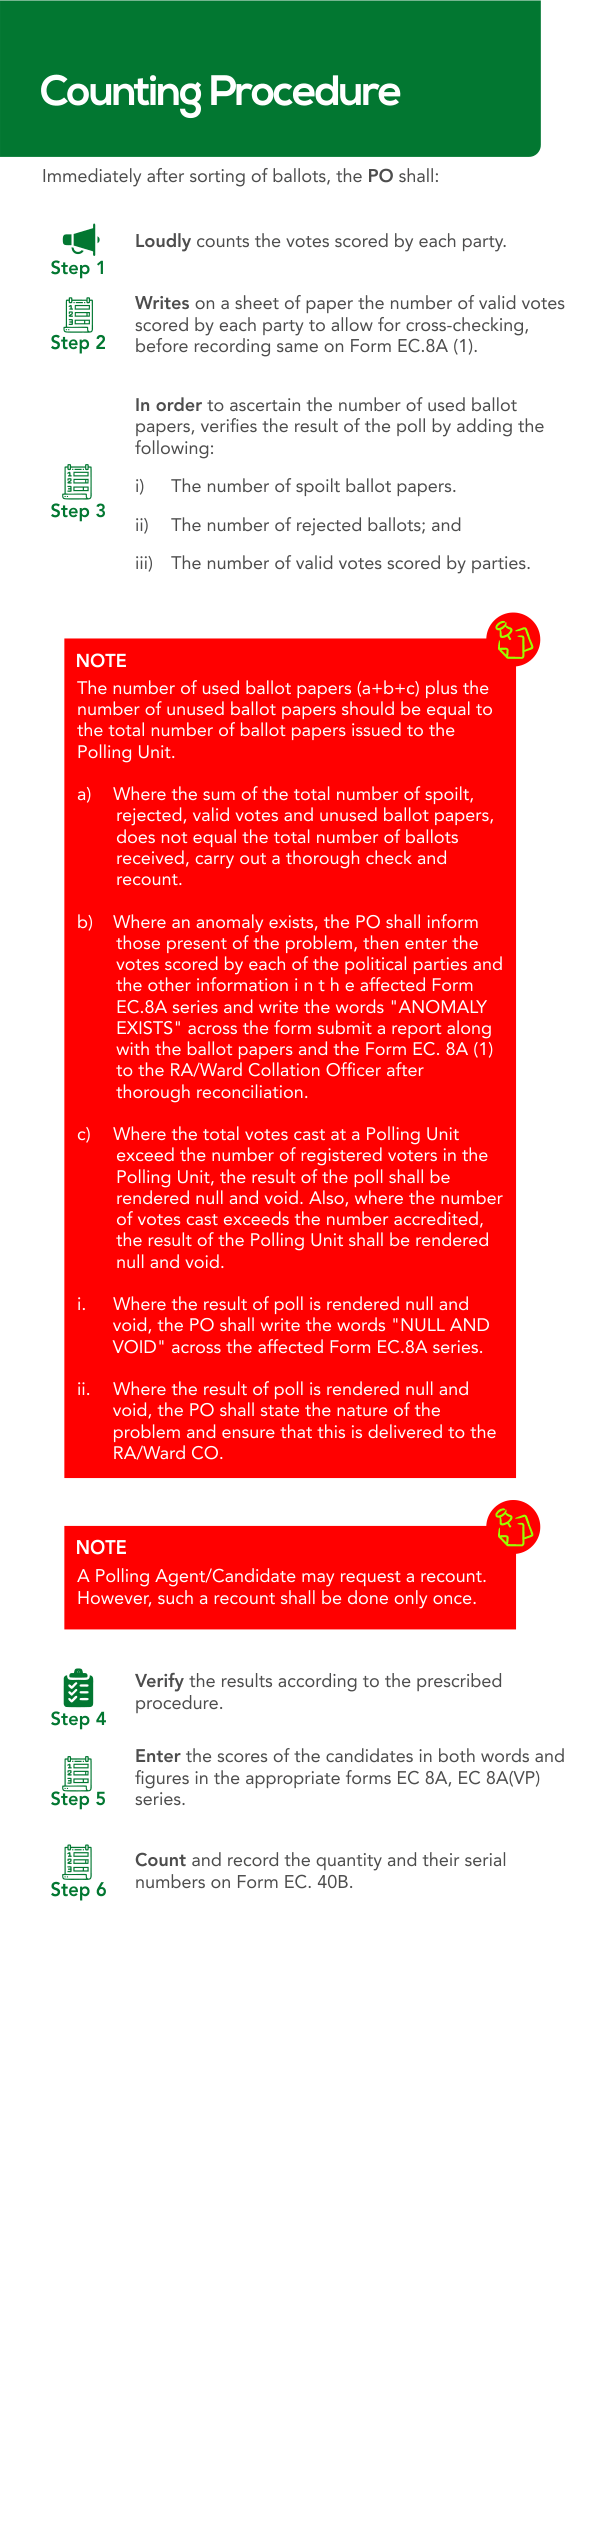 Counting Procedure
Immediately after sorting of ballots, the PO shall:
Step 1
Loudly counts the votes scored by each party.
Step 2
Writes on a sheet of paper the number of valid votes
scored by each party to allow for cross-checking,
before recording same on Form EC.8A (1).
Step 3
In order to ascertain the number of used ballot
papers, verifies the result of the poll by adding the
following:
i) The number of spoilt ballot papers.
ii) The number of rejected ballots; and
iii) The number of valid votes scored by parties.
NOTE
The number of used ballot papers (a+b+c) plus the
number of unused ballot papers should be equal to
the total number of ballot papers issued to the
Polling Unit.
a) Where the sum of the total number of spoilt,
rejected, valid votes and unused ballot papers,
does not equal the total number of ballots
received, carry out a thorough check and
recount.
b) Where an anomaly exists, the PO shall inform
those present of the problem, then enter the
votes scored by each of the political parties and
the other information i n t h e affected Form
EC.8A series and write the words "ANOMALY
EXISTS" across the form submit a report along
with the ballot papers and the Form EC. 8A (1)
to the RA/Ward Collation Officer after
thorough reconciliation.
c) Where the total votes cast at a Polling Unit
exceed the number of registered voters in the
Polling Unit, the result of the poll shall be
rendered null and void. Also, where the number
of votes cast exceeds the number accredited,
the result of the Polling Unit shall be rendered
null and void.
i. Where the result of poll is rendered null and
void, the PO shall write the words "NULL AND
VOID" across the affected Form EC.8A series.
ii. Where the result of poll is rendered null and
void, the PO shall state the nature of the
problem and ensure that this is delivered to the
RA/Ward CO.
NOTE
A Polling Agent/Candidate may request a recount.
However, such a recount shall be done only once.
Step 4
Verify the results according to the prescribed
procedure.
Step 5
Enter the scores of the candidates in both words and
figures in the appropriate forms EC 8A, EC 8A(VP)
series.
Step 6
Count and record the quantity and their serial
numbers on Form EC. 40B.